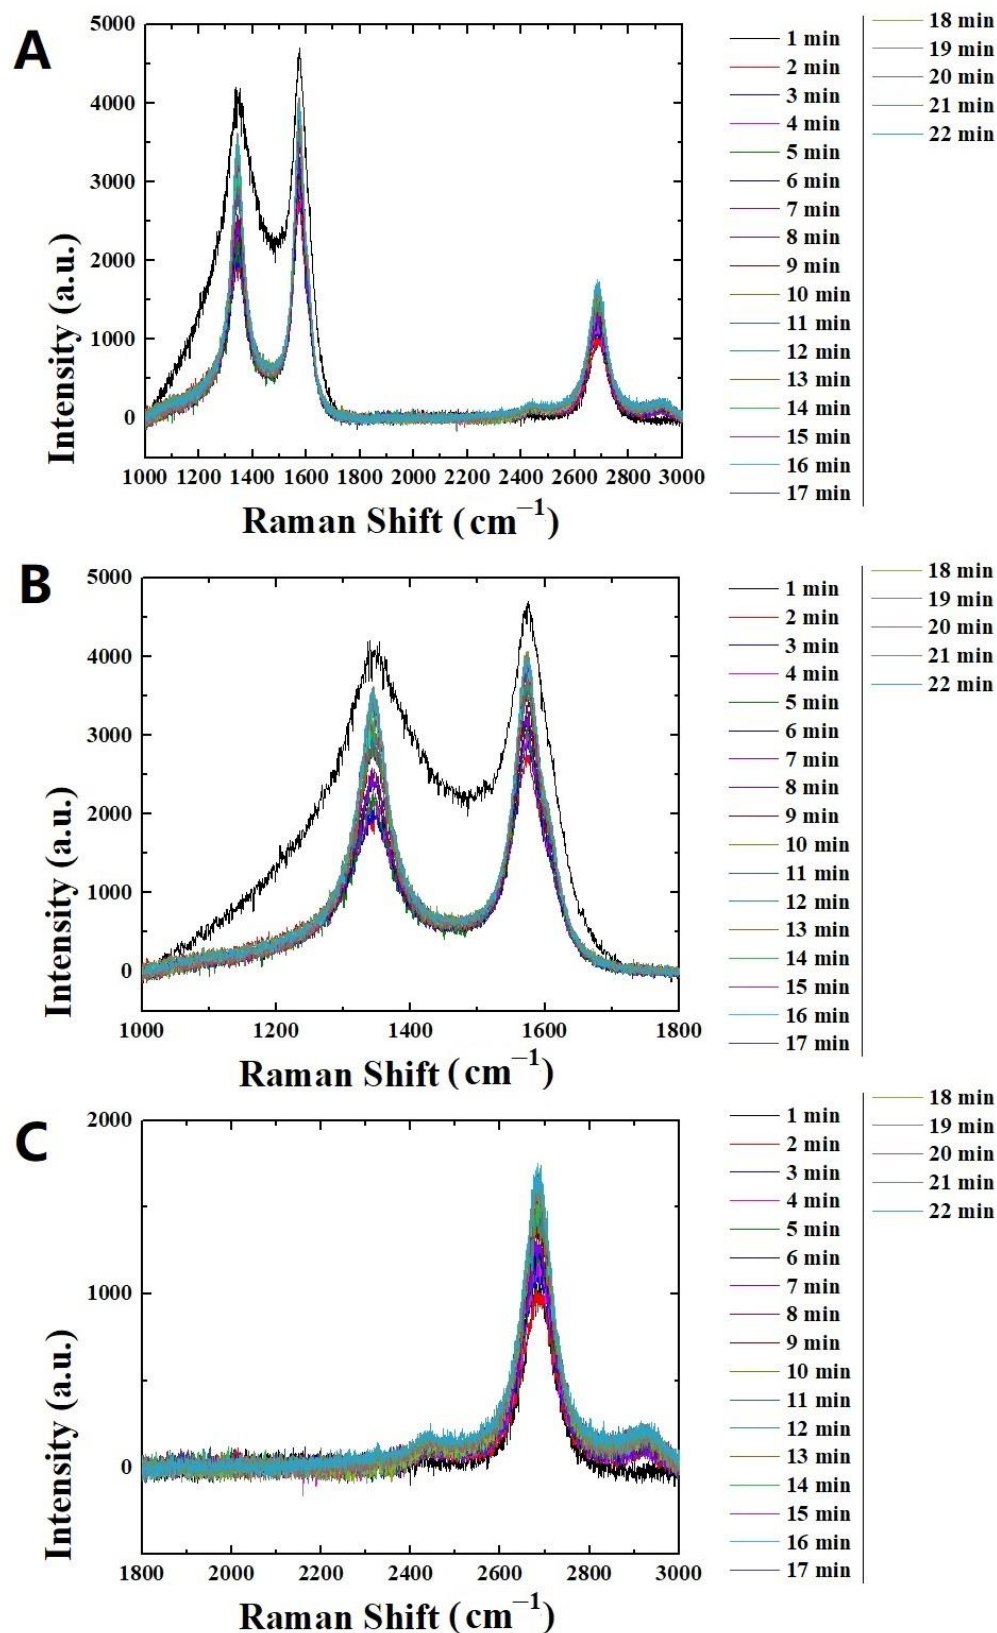 A
5000
4000
3000
2000
1000
0
1000 1200 1400 1600 1800 2000 2200 2400 2600 2800 3000
Intensity (a.u.)
Raman Shift (cm−1)
1 min
2 min
3 min
4 min
5 min
6 min
7 min
8 min
9 min
10 min
11 min
12 min
13 min
14 min
15 min
16 min
17 min
18 min
19 min
20 min
21 min
22 min
B
5000
4000
3000
2000
1000
0
1000 1200 1400 1600 1800
Intensity (a.u.)
Raman Shift (cm−1)
1 min
2 min
3 min
4 min
5 min
6 min
7 min
8 min
9 min
10 min
11 min
12 min
13 min
14 min
15 min
16 min
17 min
18 min
19 min
20 min
21 min
22 min
C
2000
1000
0
1800 2000 2200 2400 2600 2800 3000
Intensity (a.u.)
Raman Shift (cm−1)
1 min
2 min
3 min
4 min
5 min
6 min
7 min
8 min
9 min
10 min
11 min
12 min
13 min
14 min
15 min
16 min
17 min
18 min
19 min
20 min
21 min
22 min